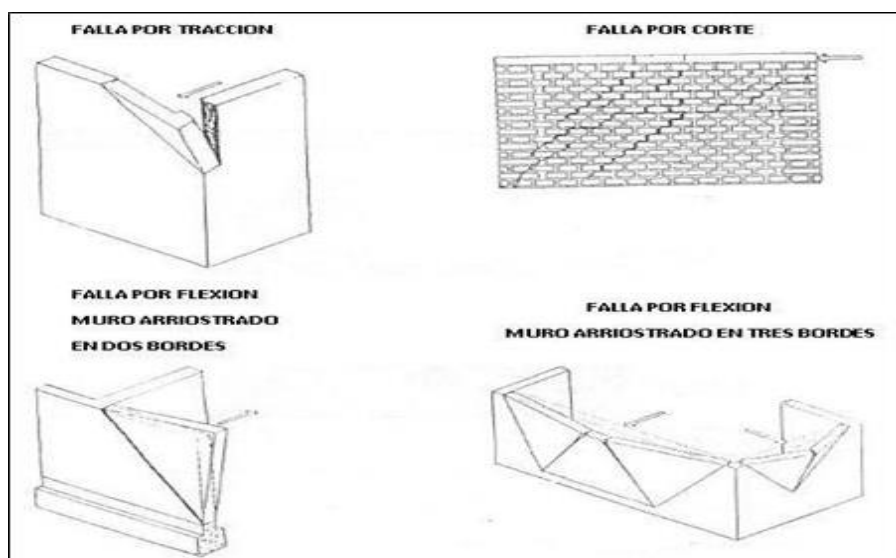 FALLA POR TRACCION
FALLA POR CORTE
FALLA POR FLEXION
MURO ARRIOSTRADO
EN DOS BORDES
FALLA POR FLEXION
MURO ARRIOSTRADO EN TRES BORDES